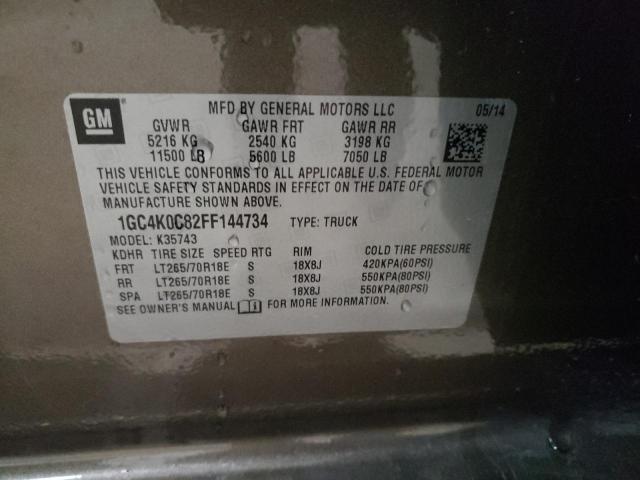 GM
MFD BY GENERAL MOTORS LLC 05/14
GVWR GAWR FRT GAWR RR
5216 KG 2540 KG 3198 KG
11500 LB 5600 LB 7050 LB
THIS VEHICLE CONFORMS TO ALL APPLICABLE U.S. FEDERAL MOTOR
VEHICLE SAFETY STANDARDS IN EFFECT ON THE DATE OF
MANUFACTURE SHOWN ABOVE.
1GC4K0C82FF144734 TYPE: TRUCK
MODEL: K35743
KDHR TIRE SIZE SPEED RTG RIM COLD TIRE PRESSURE
FRT LT265/70R18E S 18X8J 420KPA(60PSI)
RR LT265/70R18E S 18X8J 550KPA(80PSI)
SPA LT265/70R18E S 18X8J 550KPA(80PSI)
SEE OWNER'S MANUAL FOR MORE INFORMATION.